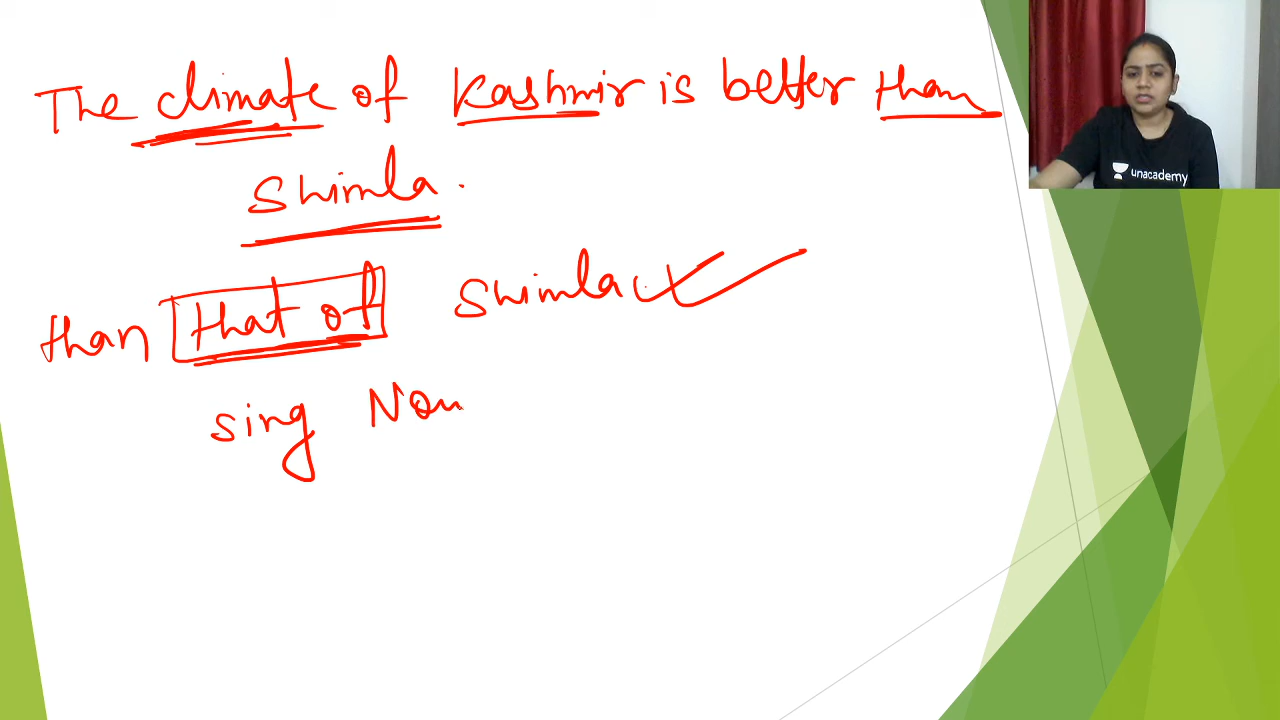 The climate of Kashmir is better than
Shimla.
than that of Shimla
sing Nou
unacademy